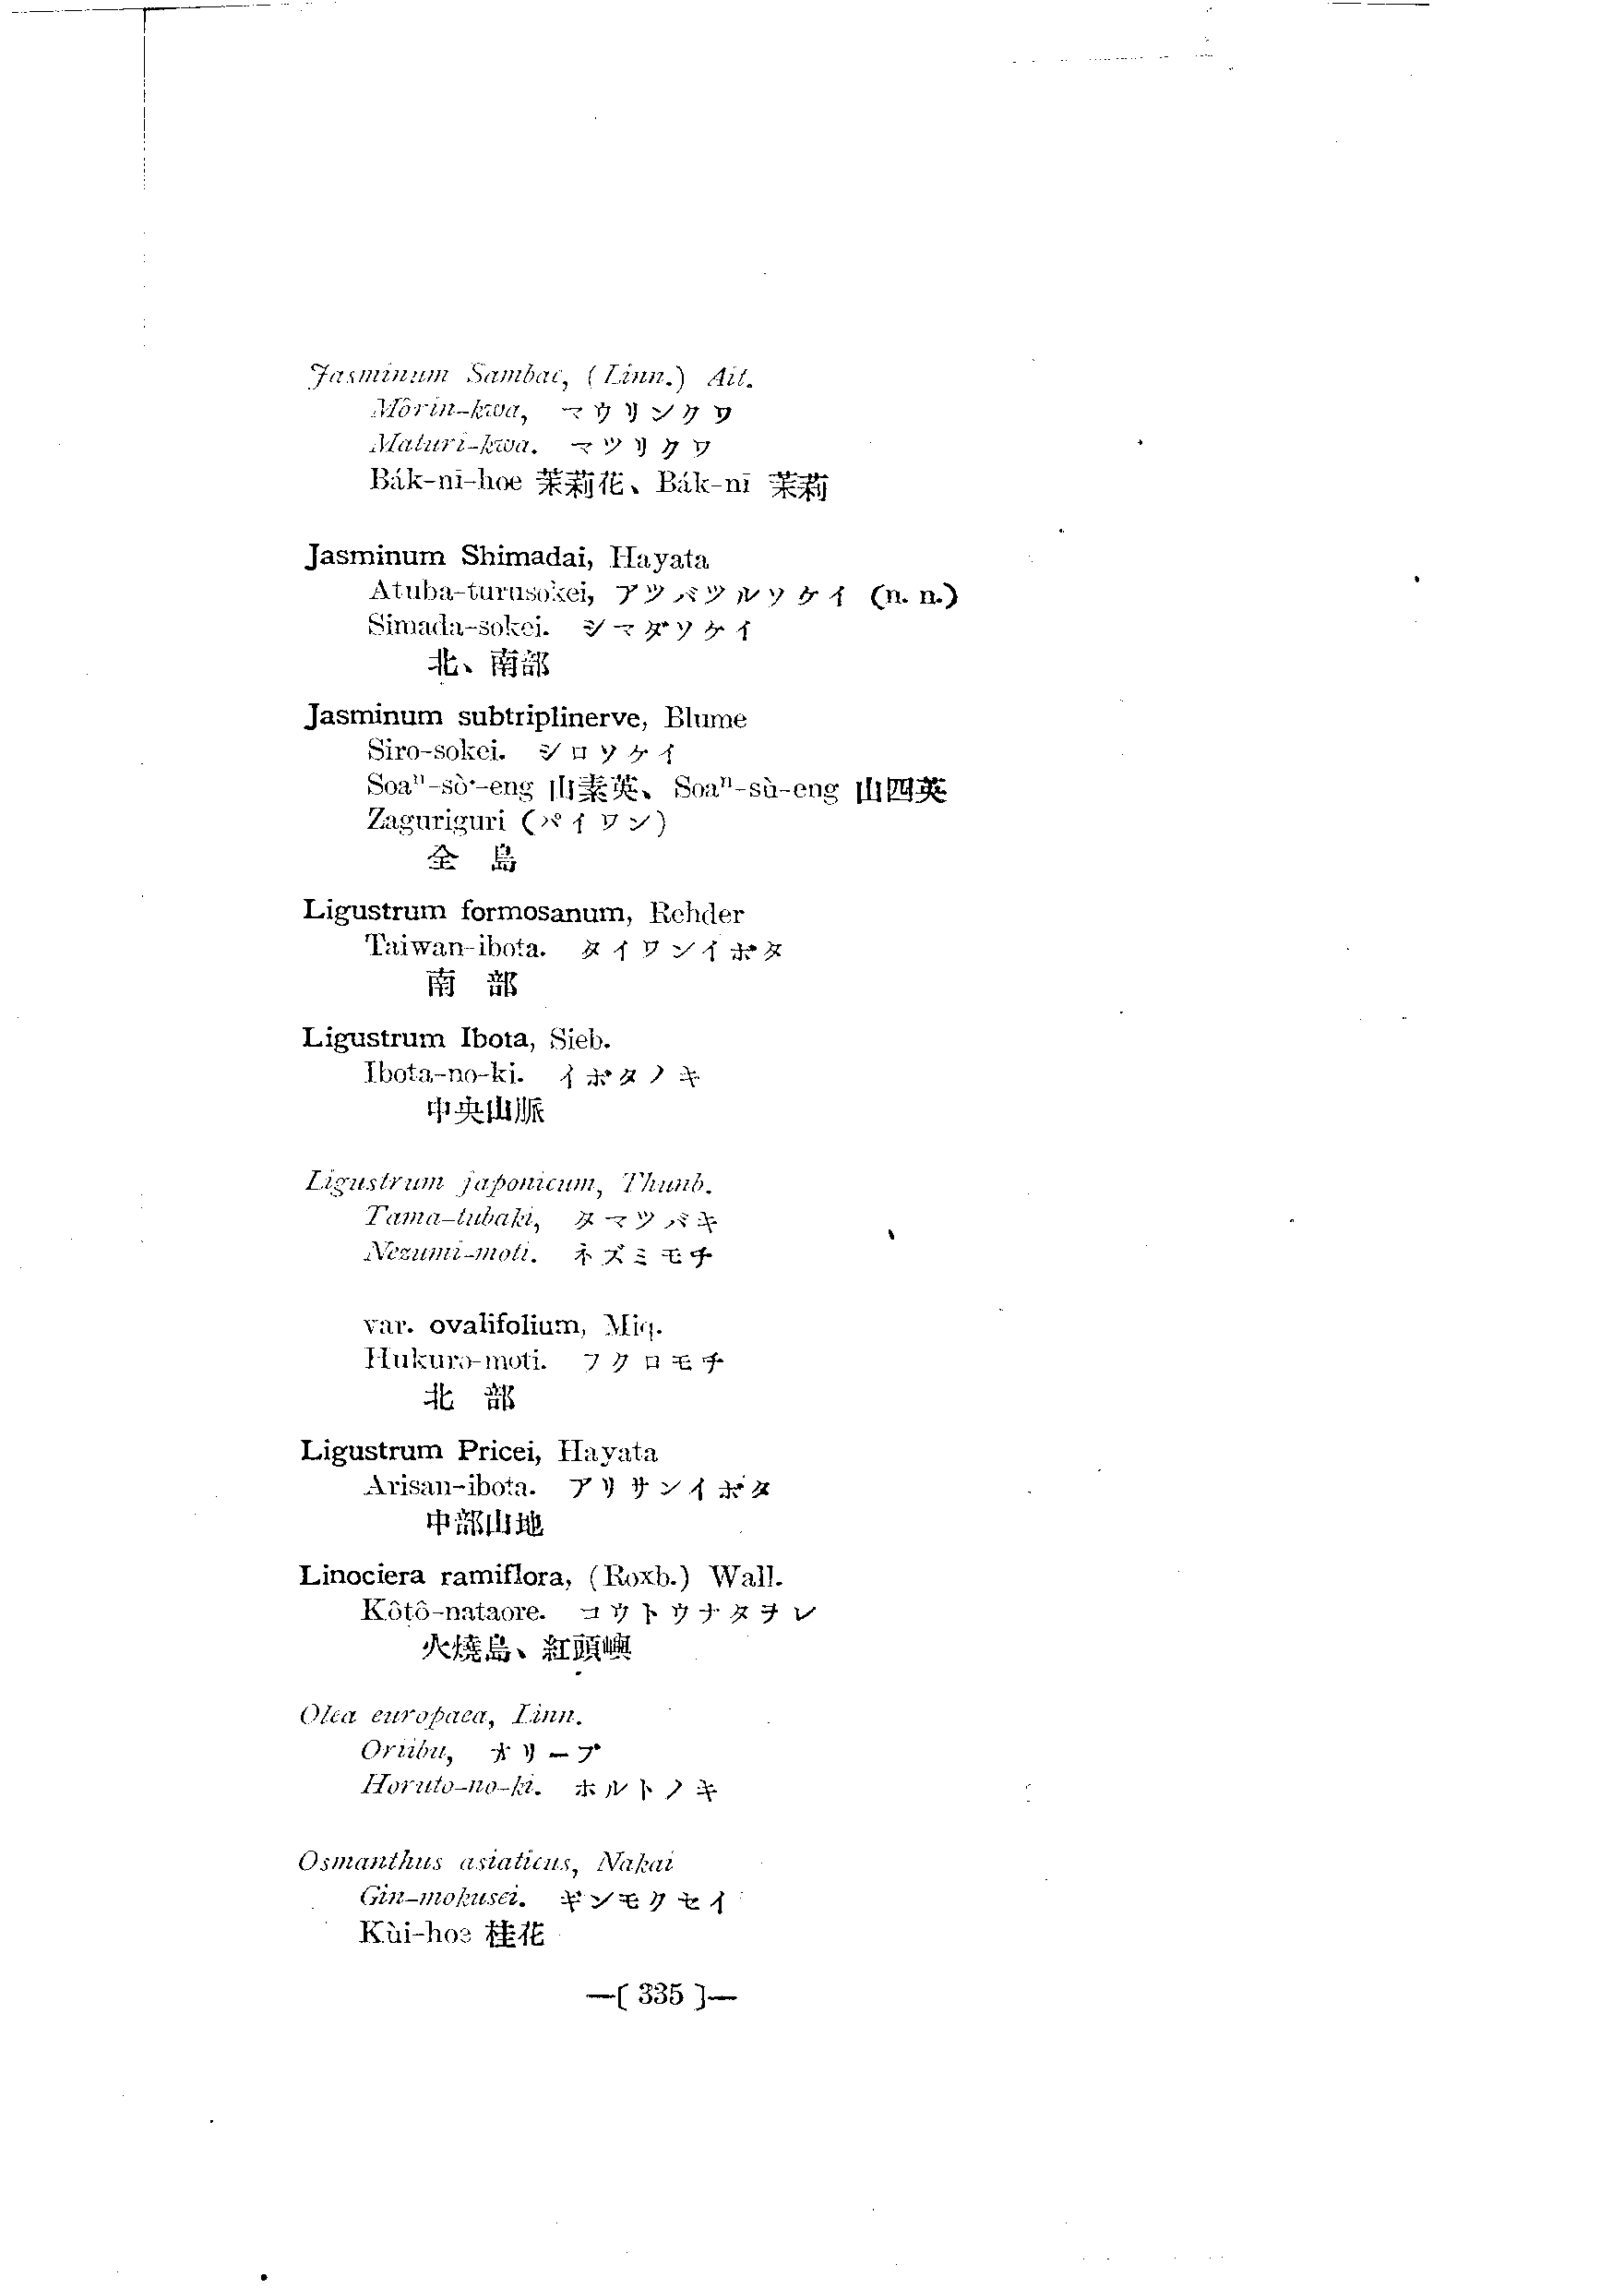 Jasminum Sambac, (Linn.) Ait.
Môrin-kwa, マウリンクワ
Maturi-kwa. マツリクワ
Bák-nī-hoe 茉莉花、Bák-nī 茉莉
Jasminum Shimadai, Hayata
Atuba-turusokei, アツバツルソケイ (n. n.)
Simada-sokei. シマダソケイ
北、南部
Jasminum subtriplinerve, Blume
Siro-sokei. シロソケイ
Soaⁿ-sò͘-eng 山素英、Soaⁿ-sù-eng 山四英
Zaguriguri (パイワン)
全 島
Ligustrum formosanum, Rehder
Taiwan-ibota. タイワンイボタ
南 部
Ligustrum Ibota, Sieb.
Ibota-no-ki. イボタノキ
中央山脈
Ligustrum japonicum, Thunb.
Tama-tubaki, タマツバキ
Nezumi-moti. ネズミモチ
var. ovalifolium, Miq.
Hukuro-moti. フクロモチ
北 部
Ligustrum Pricei, Hayata
Arisan-ibota. アリサンイボタ
中部山地
Linociera ramiflora, (Roxb.) Wall.
Kôtô-nataore. コウトウナタヲレ
火燒島、紅頭嶼
Olea europaea, Linn.
Oriibu, オリーブ
Horuto-no-ki. ホルトノキ
Osmanthus asiaticus, Nakai
Gin-mokusei. ギンモクセイ
Kùi-hoe 桂花
—( 335 )—